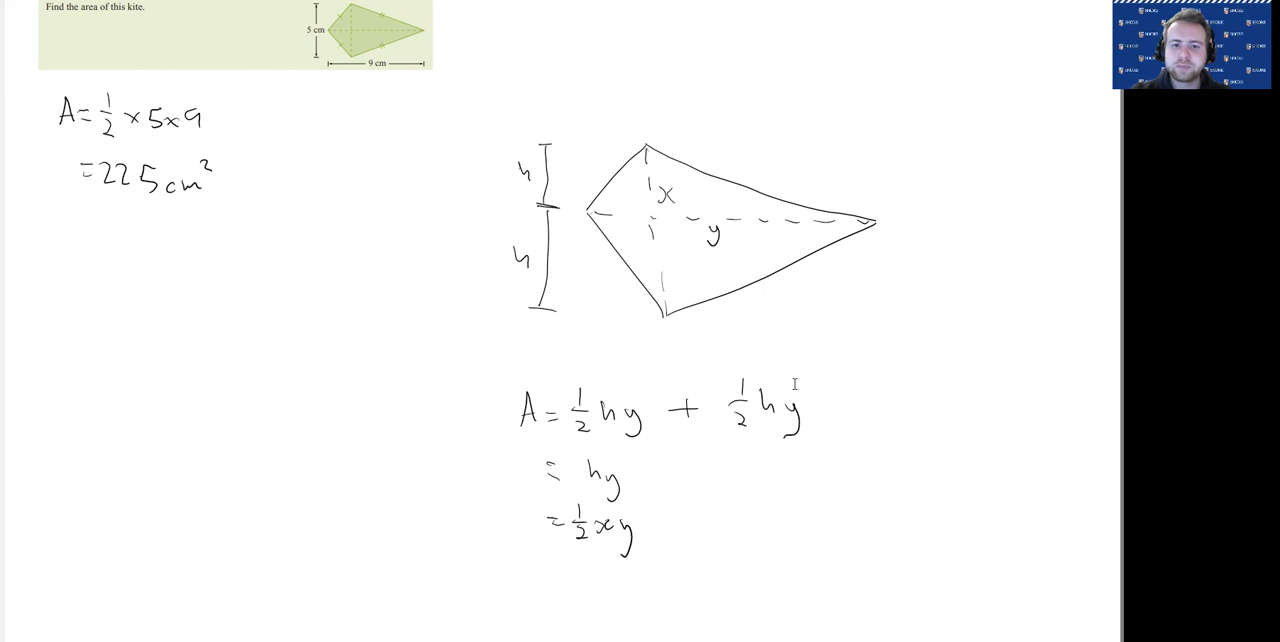 Find the area of this kite.
5 cm
9 cm
A = 1/2 × 5 × 9
= 22 5 cm²
h
h
x
y
A = 1/2 hy + 1/2 hy
= hy
= 1/2 xy